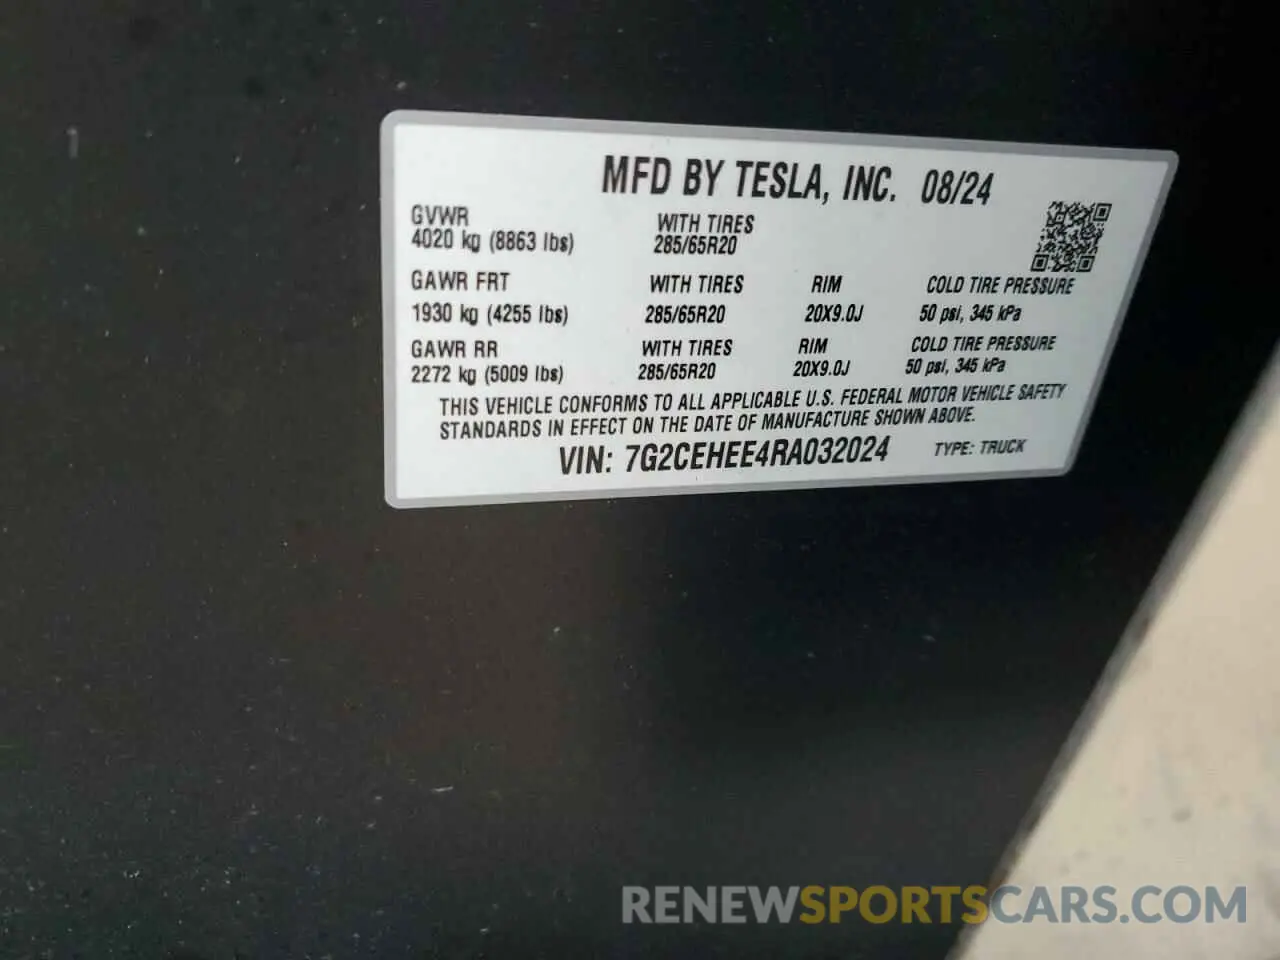 MFD BY TESLA, INC. 08/24
GVWR WITH TIRES
4020 kg (8863 lbs) 285/65R20
GAWR FRT WITH TIRES RIM COLD TIRE PRESSURE
1930 kg (4255 lbs) 285/65R20 20X9.0J 50 psi, 345 kPa
GAWR RR WITH TIRES RIM COLD TIRE PRESSURE
2272 kg (5009 lbs) 285/65R20 20X9.0J 50 psi, 345 kPa
THIS VEHICLE CONFORMS TO ALL APPLICABLE U.S. FEDERAL MOTOR VEHICLE SAFETY
STANDARDS IN EFFECT ON THE DATE OF MANUFACTURE SHOWN ABOVE.
VIN: 7G2CEHEE4RA032024 TYPE: TRUCK
RENEWSPORTSCARS.COM